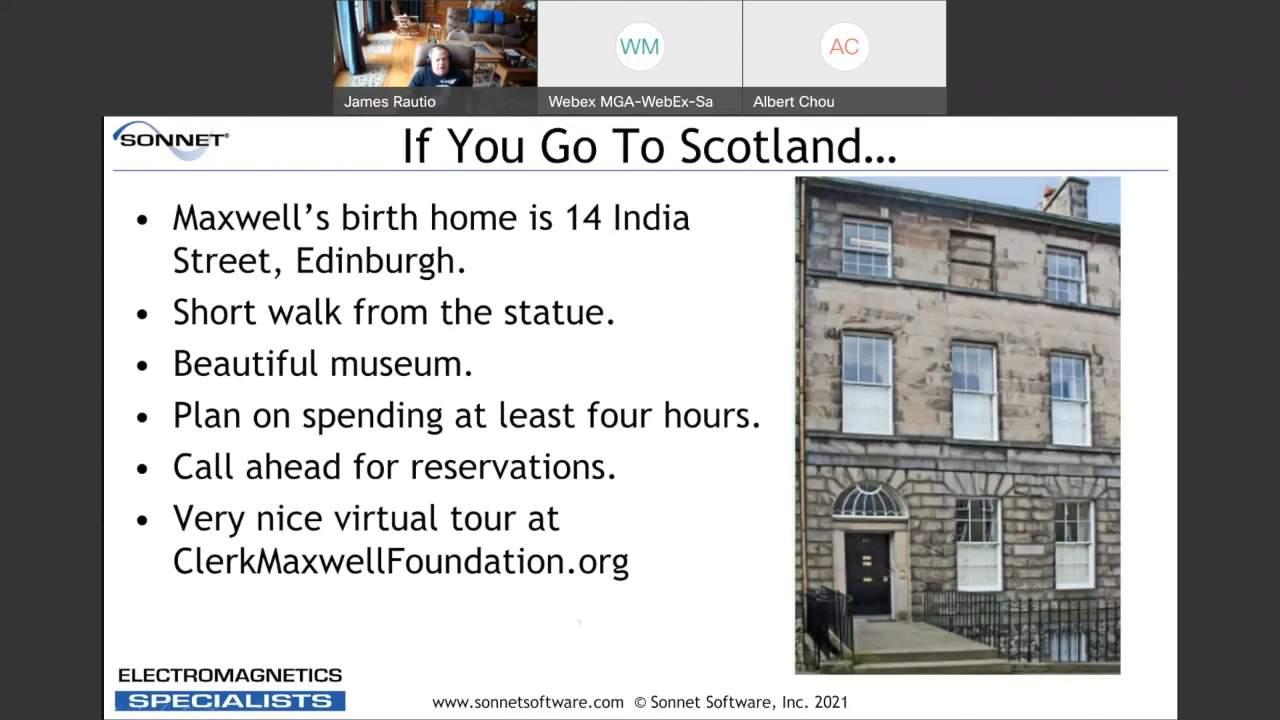 WM
AC
James Rautio
Webex MGA-WebEx-Sa
Albert Chou
SONNET®
If You Go To Scotland…
• Maxwell’s birth home is 14 India
Street, Edinburgh.
• Short walk from the statue.
• Beautiful museum.
• Plan on spending at least four hours.
• Call ahead for reservations.
• Very nice virtual tour at
ClerkMaxwellFoundation.org
ELECTROMAGNETICS
SPECIALISTS
www.sonnetsoftware.com © Sonnet Software, Inc. 2021